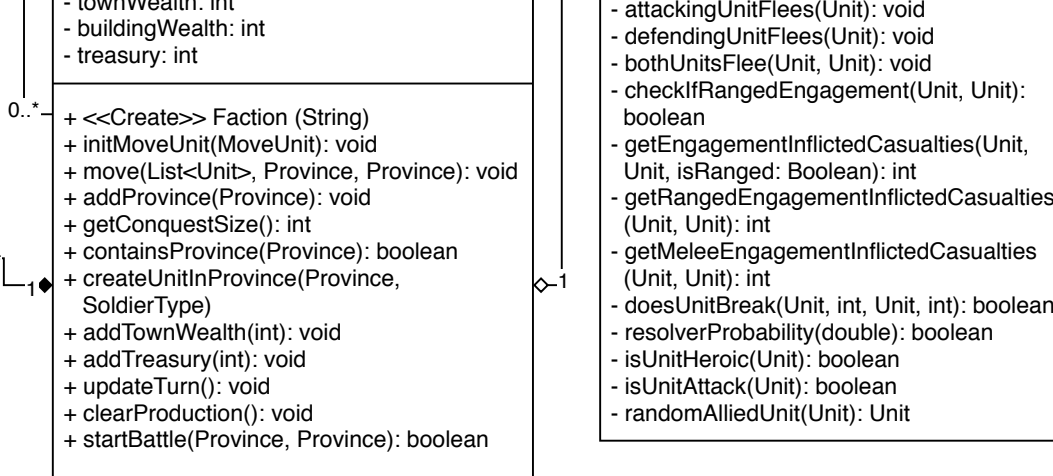 - townWealth: int
- buildingWealth: int
- treasury: int
0..*
+ <<Create>> Faction (String)
+ initMoveUnit(MoveUnit): void
+ move(List<Unit>, Province, Province): void
+ addProvince(Province): void
+ getConquestSize(): int
+ containsProvince(Province): boolean
+ createUnitInProvince(Province,
SoldierType)
+ addTownWealth(int): void
+ addTreasury(int): void
+ updateTurn(): void
+ clearProduction(): void
+ startBattle(Province, Province): boolean
1
1
- attackingUnitFlees(Unit): void
- defendingUnitFlees(Unit): void
- bothUnitsFlee(Unit, Unit): void
- checkIfRangedEngagement(Unit, Unit):
boolean
- getEngagementInflictedCasualties(Unit,
Unit, isRanged: Boolean): int
- getRangedEngagementInflictedCasualties
(Unit, Unit): int
- getMeleeEngagementInflictedCasualties
(Unit, Unit): int
- doesUnitBreak(Unit, int, Unit, int): boolean
- resolverProbability(double): boolean
- isUnitHeroic(Unit): boolean
- isUnitAttack(Unit): boolean
- randomAlliedUnit(Unit): Unit